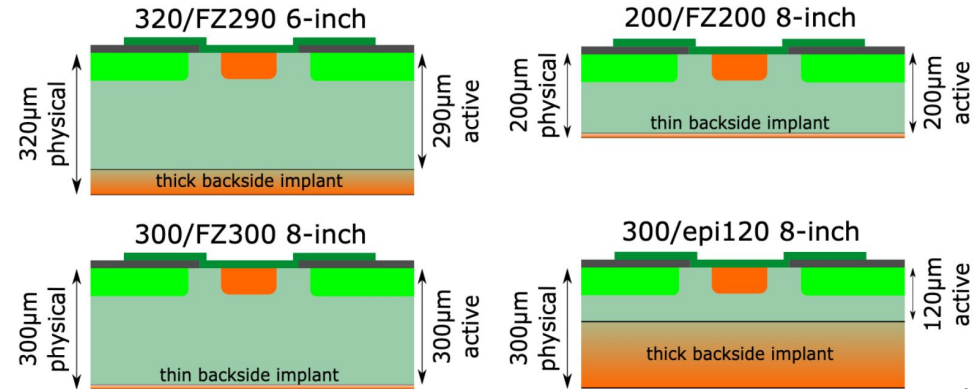 320/FZ290 6-inch
320µm
physical
290µm
active
thick backside implant
200/FZ200 8-inch
200µm
physical
200µm
active
thin backside implant
300/FZ300 8-inch
300µm
physical
300µm
active
thin backside implant
300/epi120 8-inch
300µm
physical
120µm
active
thick backside implant